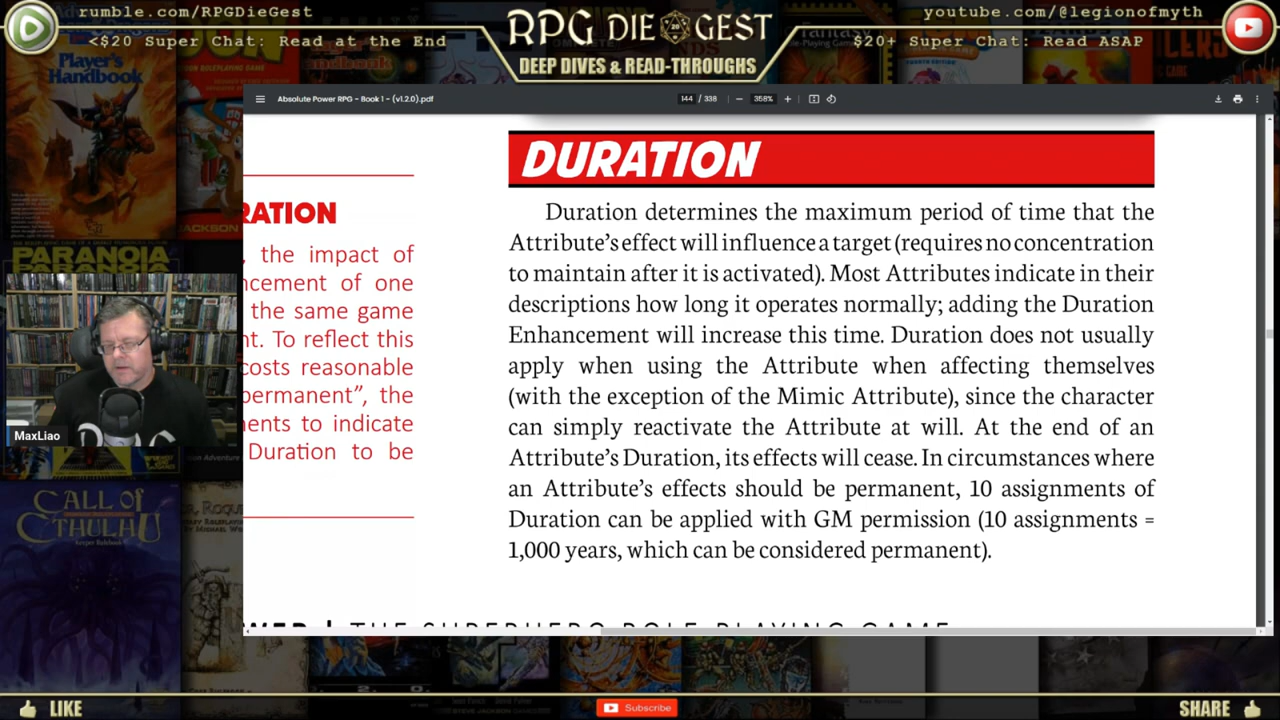 rumble.com/RPGDieGest
<$20 Super Chat: Read at the End
RPG DIE GEST
DEEP DIVES & READ-THROUGHS
youtube.com/@legionofmyth
$20+ Super Chat: Read ASAP
Player's
Handbook
Absolute Power RPG - Book 1 - (v1.2.0).pdf
144 / 338
358%
RATION
, the impact of
ncement of one
the same game
nt. To reflect this
costs reasonable
permanent”, the
ents to indicate
Duration to be
DURATION
Duration determines the maximum period of time that the
Attribute’s effect will influence a target (requires no concentration
to maintain after it is activated). Most Attributes indicate in their
descriptions how long it operates normally; adding the Duration
Enhancement will increase this time. Duration does not usually
apply when using the Attribute when affecting themselves
(with the exception of the Mimic Attribute), since the character
can simply reactivate the Attribute at will. At the end of an
Attribute’s Duration, its effects will cease. In circumstances where
an Attribute’s effects should be permanent, 10 assignments of
Duration can be applied with GM permission (10 assignments =
1,000 years, which can be considered permanent).
THE SUPERHERO ROLE-PLAYING GAME
PARANOIA
MaxLiao
CALL OF
CTHULHU
LIKE
Subscribe
SHARE